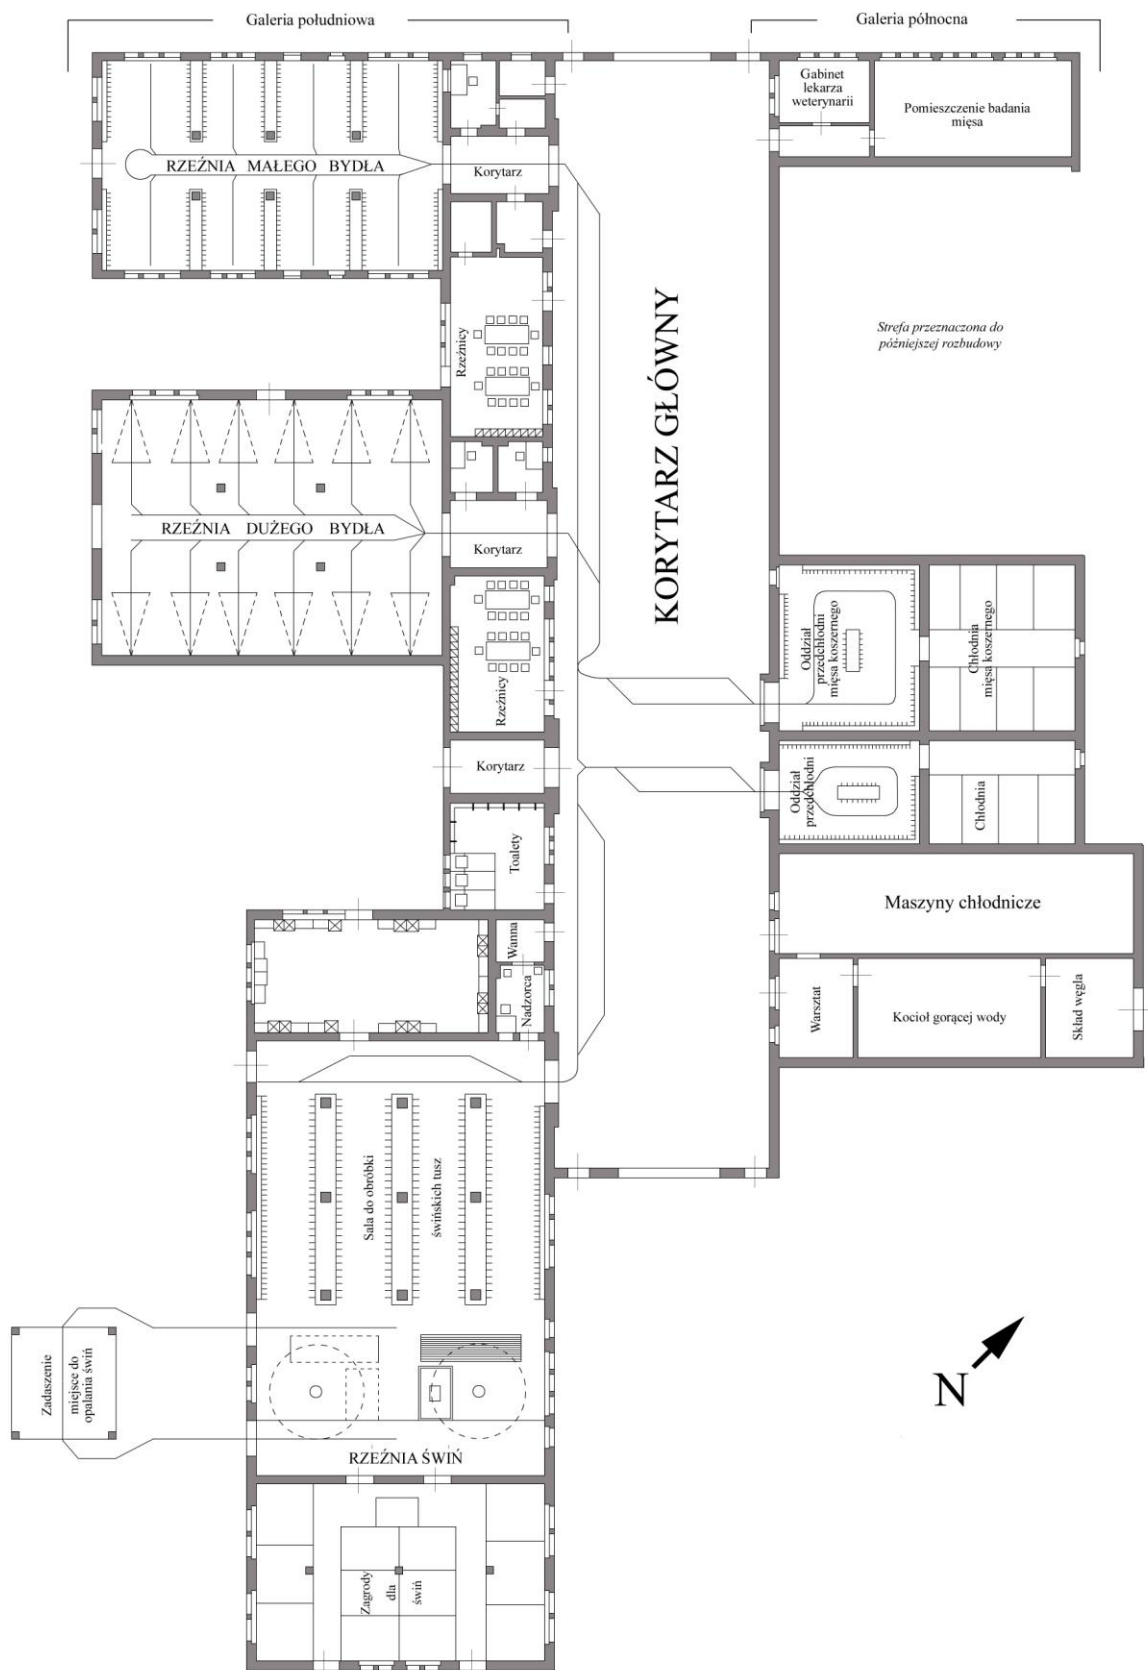 Galeria południowa
Galeria północna
Gabinet
lekarza
weterynarii
Pomieszczenie badania
mięsa
RZEŹNIA MAŁEGO BYDŁA
Korytarz
Rzeźnicy
KORYTARZ GŁÓWNY
Strefa przeznaczona do
późniejszej rozbudowy
RZEŹNIA DUŻEGO BYDŁA
Korytarz
Rzeźnicy
Oddział
przedchłodni
mięsa koszernego
Chłodnia
mięsa koszernego
Korytarz
Oddział
przedchłodni
Chłodnia
Toalety
Maszyny chłodnicze
Wanna
Nadzorca
Warsztat
Kocioł gorącej wody
Skład węgla
Sala do obróbki
świńskich tusz
Zadaszenie
miejsce do
opalania świń
N
RZEŹNIA ŚWIŃ
Zagrody
dla
świń